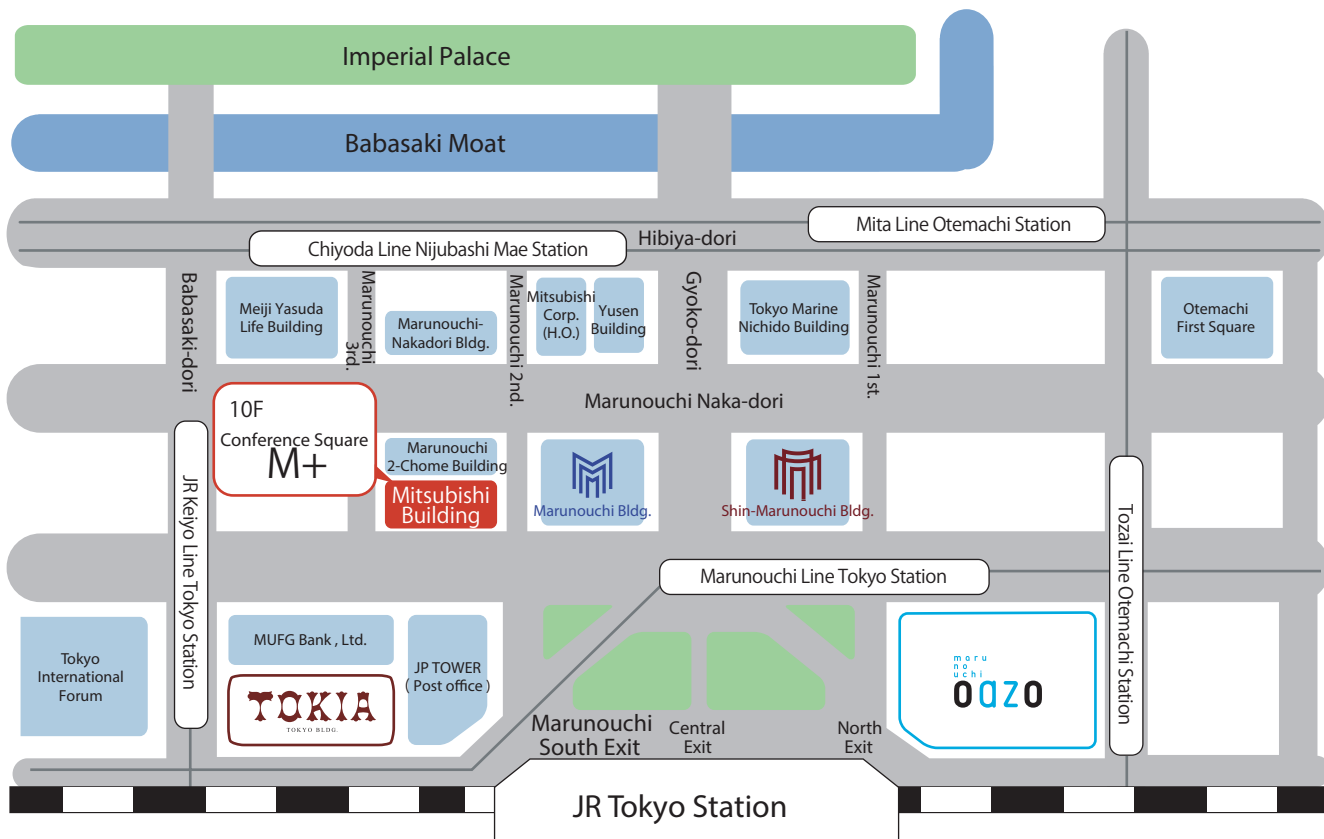 Imperial Palace
Babasaki Moat
Mita Line Otemachi Station
Hibiya-dori
Chiyoda Line Nijubashi Mae Station
Babasaki-dori
Meiji Yasuda
Life Building
Marunouchi
3rd.
Marunouchi-
Nakadori Bldg.
Marunouchi 2nd.
Mitsubishi
Corp.
(H.O.)
Yusen
Building
Gyoko-dori
Tokyo Marine
Nichido Building
Marunouchi 1st.
Otemachi
First Square
Marunouchi Naka-dori
10F
Conference Square
M+
Marunouchi
2-Chome Building
Mitsubishi
Building
Marunouchi Bldg.
Shin-Marunouchi Bldg.
JR Keiyo Line Tokyo Station
Tozai Line Otemachi Station
Marunouchi Line Tokyo Station
Tokyo
International
Forum
MUFG Bank , Ltd.
TOKIA
TOKYO BLDG.
JP TOWER
( Post office )
maru
no
uchi
oazo
Marunouchi
South Exit
Central
Exit
North
Exit
JR Tokyo Station